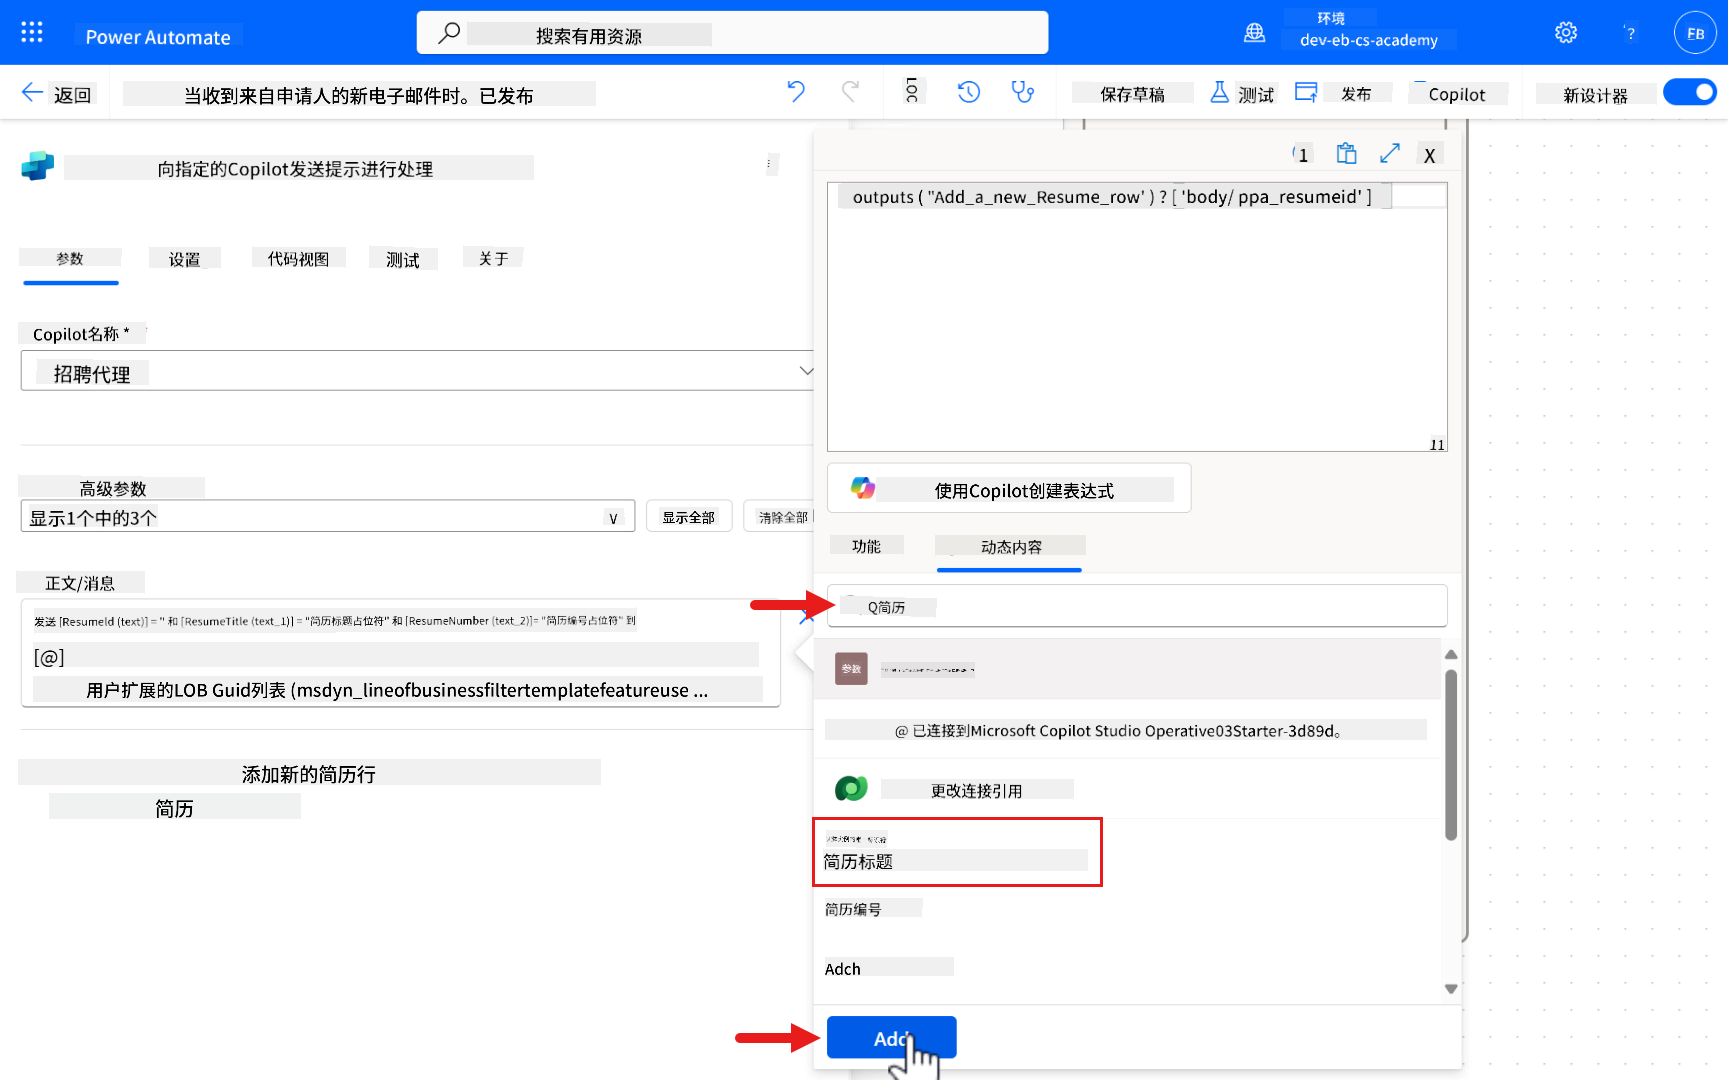 Power Automate
搜索有用资源
环境
dev-eb-cs-academy
?
FB
返回
当收到来自申请人的新电子邮件时。已发布
保存草稿
测试
发布
Copilot
新设计器
向指定的Copilot发送提示进行处理
1
X
outputs ( "Add_a_new_Resume_row' ) ? [ 'body/ ppa_resumeid' ]
参数
设置
代码视图
测试
关于
Copilot名称 *
招聘代理
11
高级参数
使用Copilot创建表达式
显示1个中的3个
v
显示全部
清除全部
功能
动态内容
正文/消息
Q简历
发送 [Resumeld (text)] = '' 和 [ResumeTitle (text_1)] = "简历标题占位符" 和 [ResumeNumber (text_2)]= "简历编号占位符" 到
[@]
用户扩展的LOB Guid列表 (msdyn_lineofbusinessfiltertemplatefeatureuse ...
参数
@ 已连接到Microsoft Copilot Studio Operative03Starter-3d89d。
添加新的简历行
更改连接引用
简历
简历标题
简历编号
Adch
Add